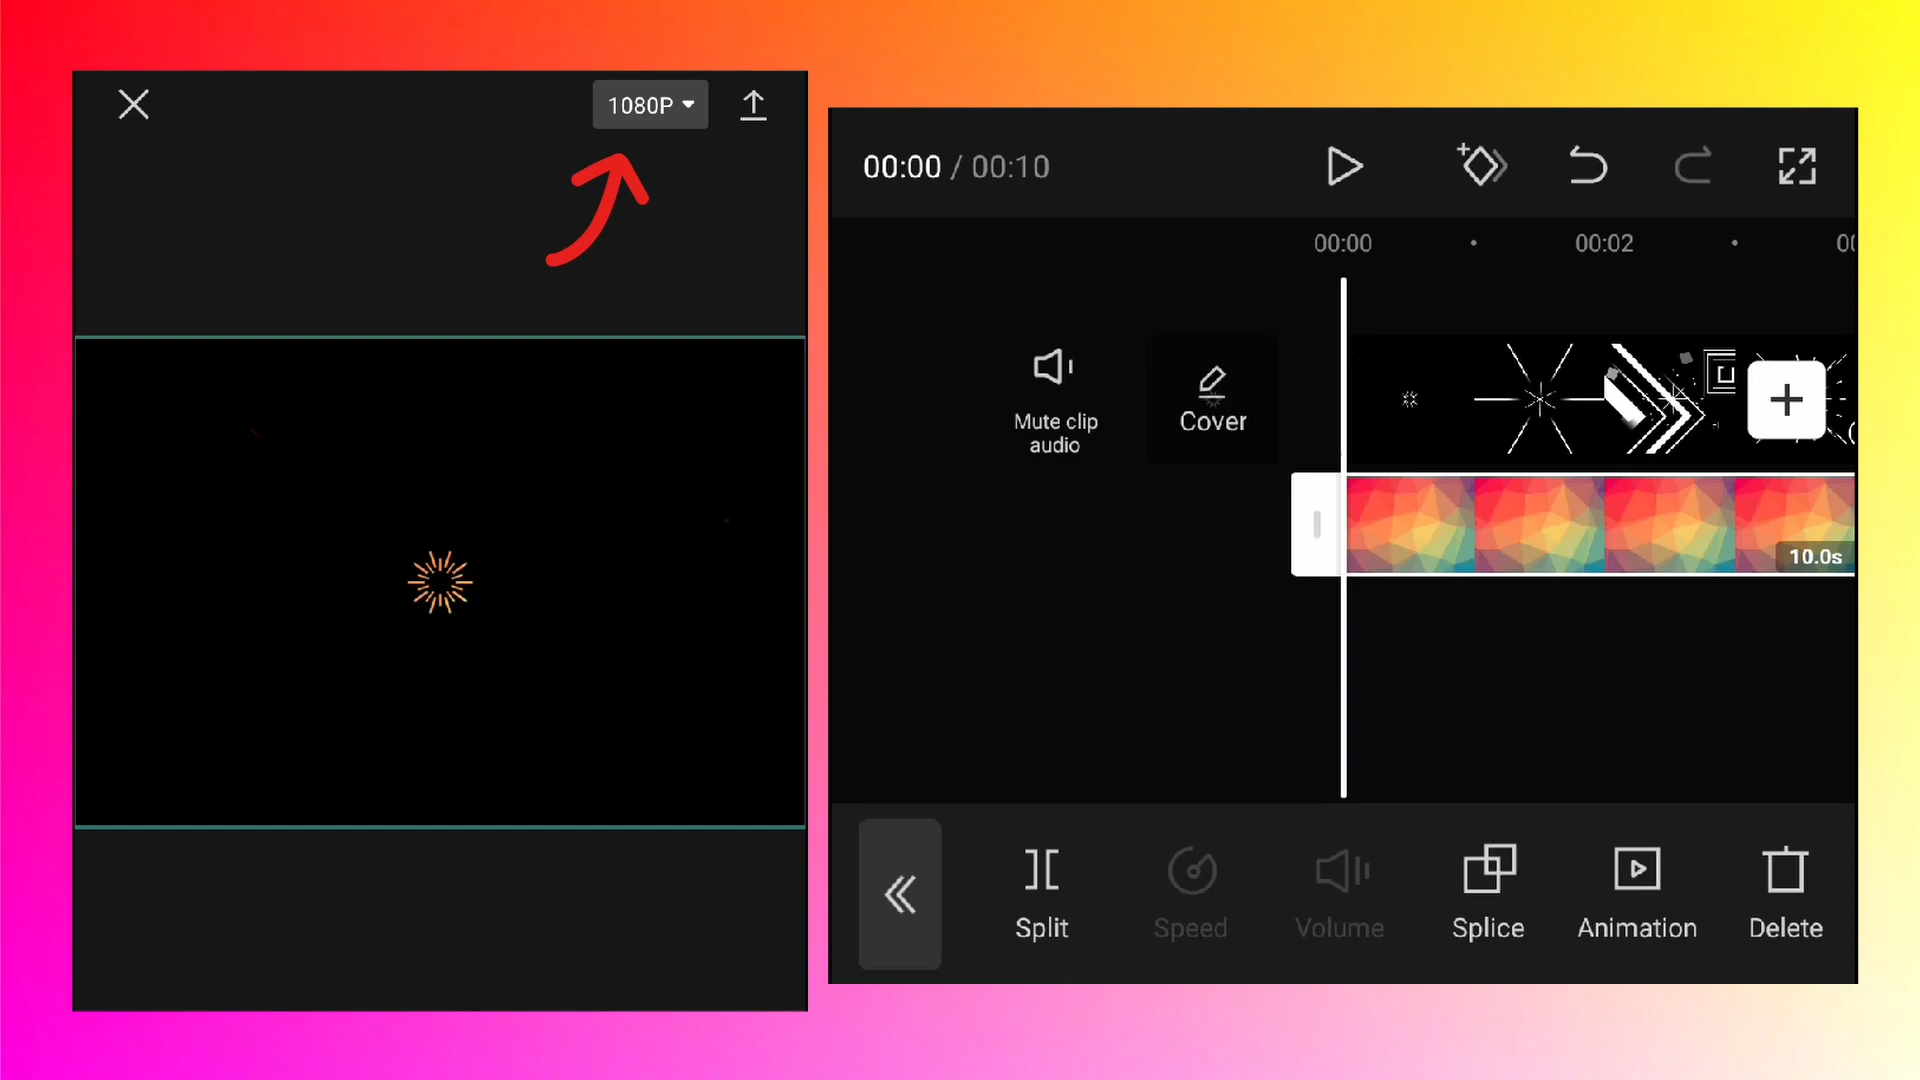 1080P
00:00 / 00:10
00:00
00:02
Mute clip
audio
Cover
10.0s
Split
Speed
Volume
Splice
Animation
Delete